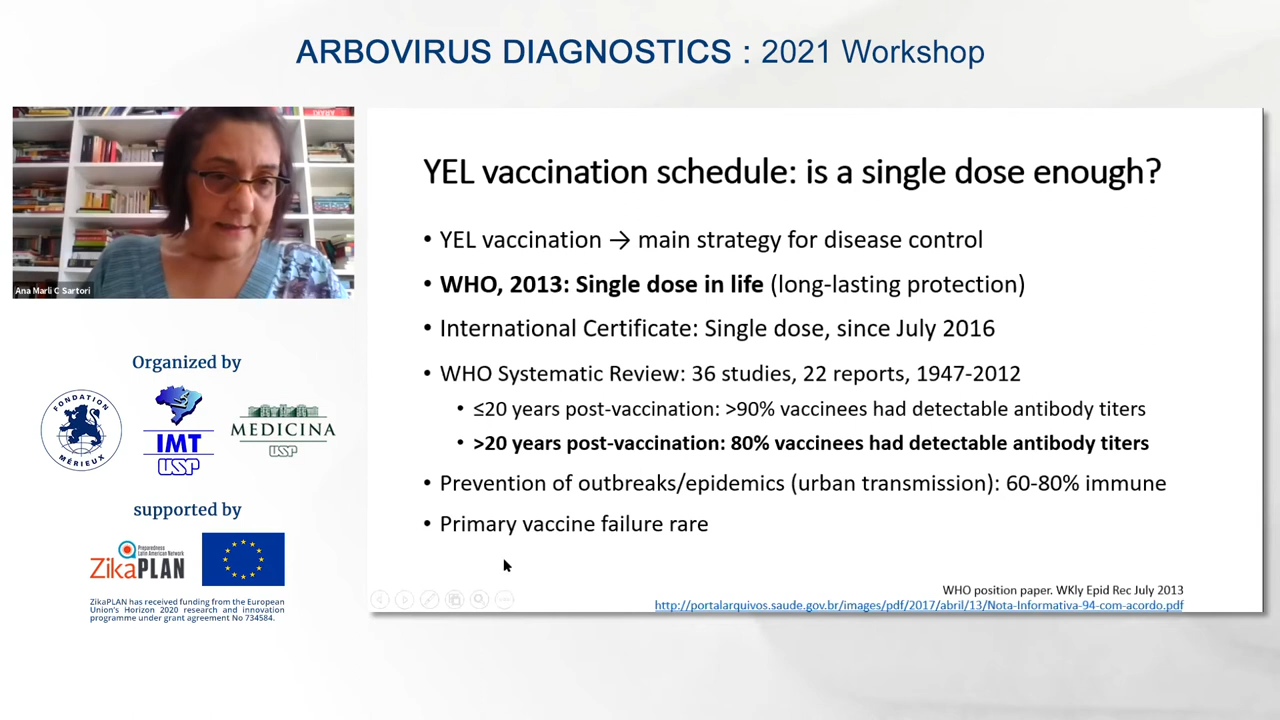 ARBOVIRUS DIAGNOSTICS : 2021 Workshop
Ana Marli C Sartori
Organized by
FONDATION
MÉRIEUX
IMT
USP
MEDICINA
USP
supported by
Preparedness
Latin American Network
ZikaPLAN
ZikaPLAN has received funding from the European
Union's Horizon 2020 research and innovation
programme under grant agreement No 734584.
YEL vaccination schedule: is a single dose enough?
• YEL vaccination → main strategy for disease control
• WHO, 2013: Single dose in life (long-lasting protection)
• International Certificate: Single dose, since July 2016
• WHO Systematic Review: 36 studies, 22 reports, 1947-2012
• ≤20 years post-vaccination: >90% vaccinees had detectable antibody titers
• >20 years post-vaccination: 80% vaccinees had detectable antibody titers
• Prevention of outbreaks/epidemics (urban transmission): 60-80% immune
• Primary vaccine failure rare
WHO position paper. WKly Epid Rec July 2013
http://portalarquivos.saude.gov.br/images/pdf/2017/abril/13/Nota-Informativa-94-com-acordo.pdf